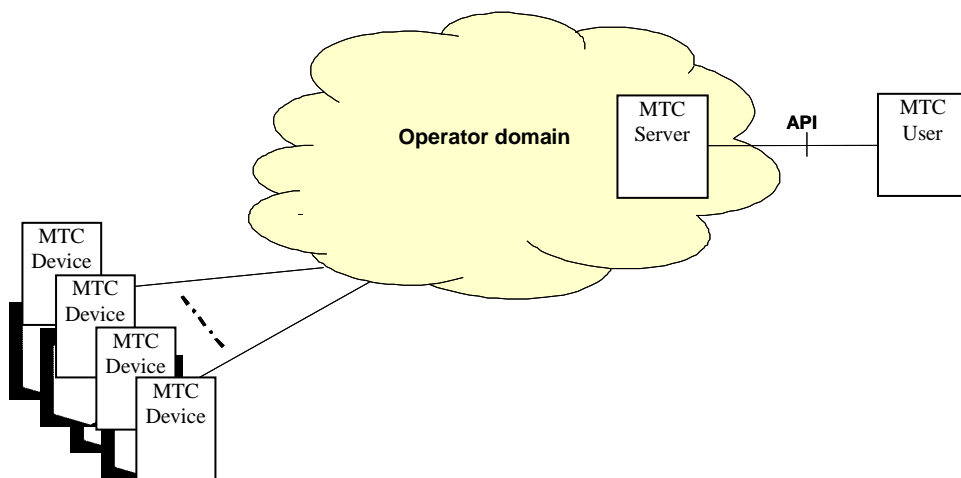 MTC
Server
API
MTC
User
Operator domain
MTC
Device
MTC
Device
MTC
Device
MTC
Device